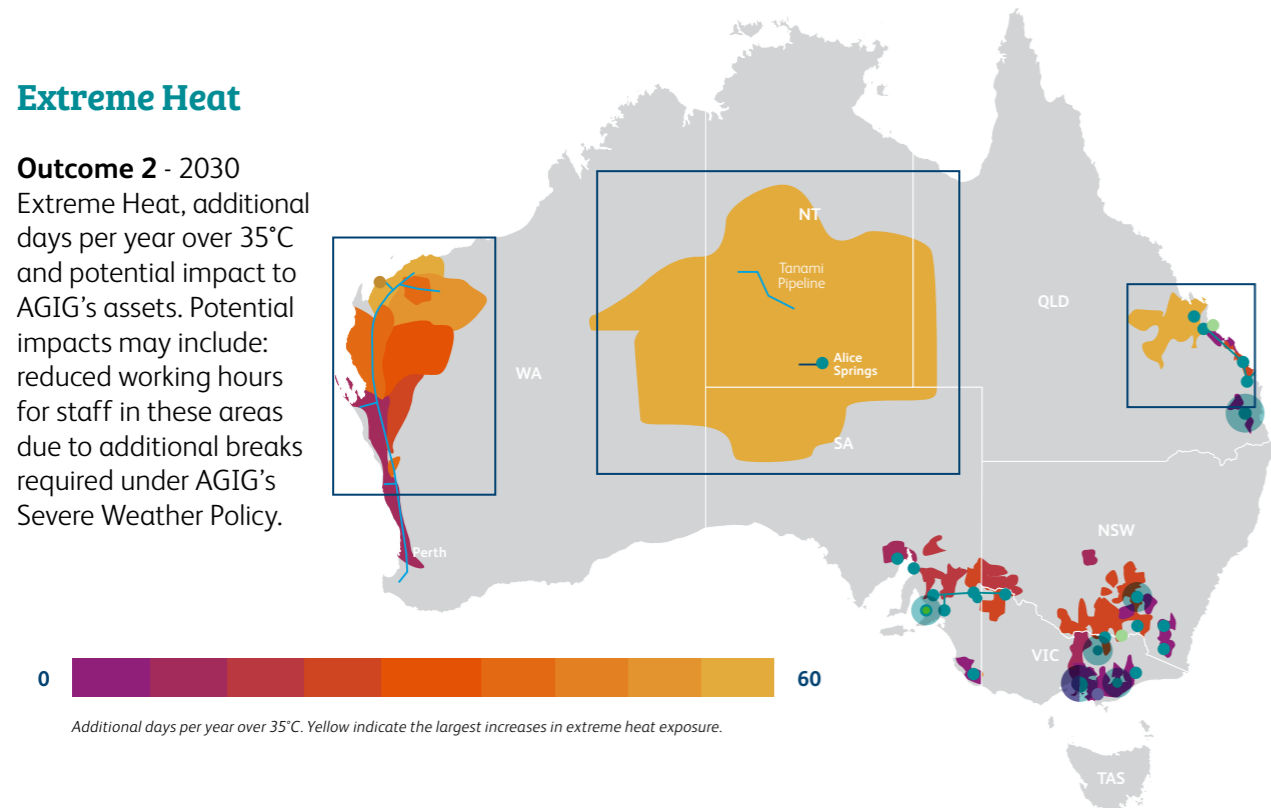 Extreme Heat
Outcome 2 - 2030
Extreme Heat, additional
days per year over 35°C
and potential impact to
AGIG's assets. Potential
impacts may include:
reduced working hours
for staff in these areas
due to additional breaks
required under AGIG's
Severe Weather Policy.
NT
Tanami
Pipeline
QLD
WA
Alice
Springs
SA
NSW
Perth
VIC
TAS
0
60
Additional days per year over 35°C. Yellow indicate the largest increases in extreme heat exposure.